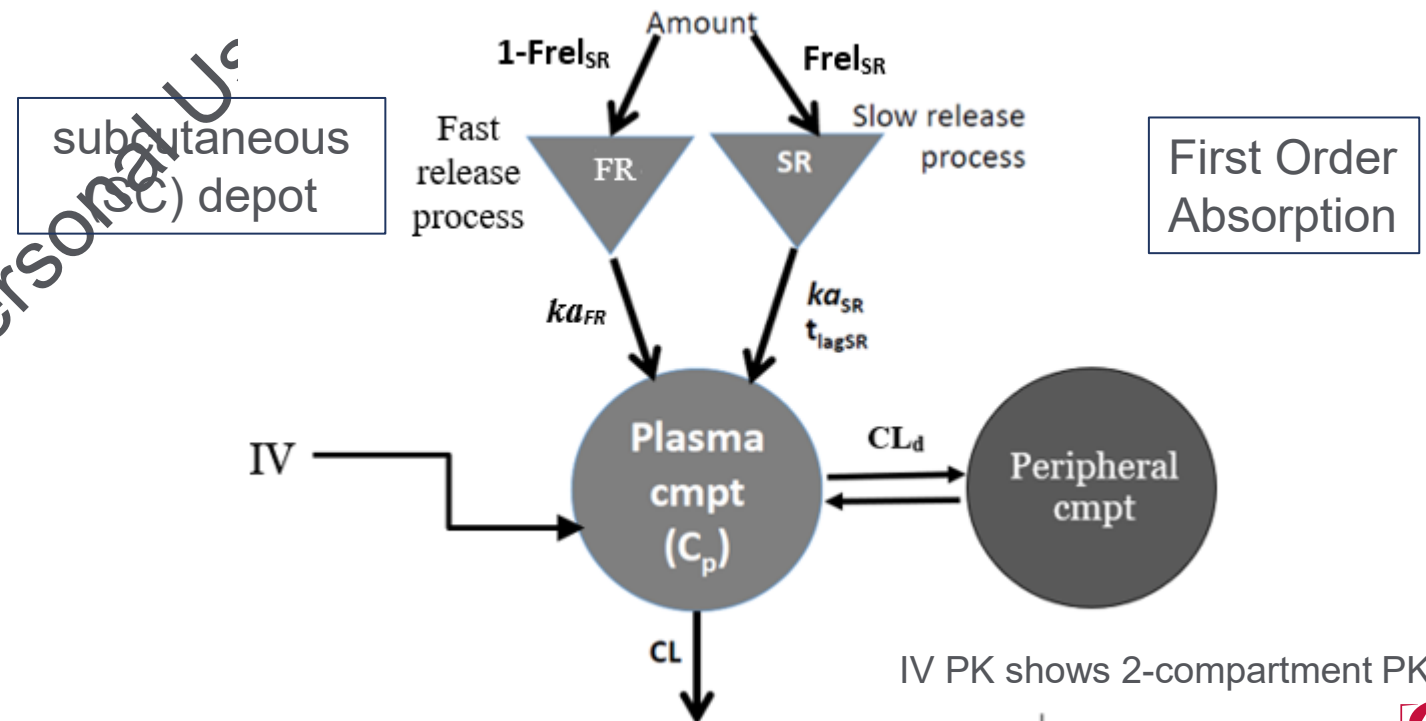 Amount
1-Frel_SR
Frel_SR
subcutaneous
(SC) depot
Fast
release
process
FR
SR
Slow release
process
First Order
Absorption
ka_FR
ka_SR
t_lagSR
IV
Plasma
cmpt
(C_p)
CL_d
Peripheral
cmpt
CL
IV PK shows 2-compartment PK